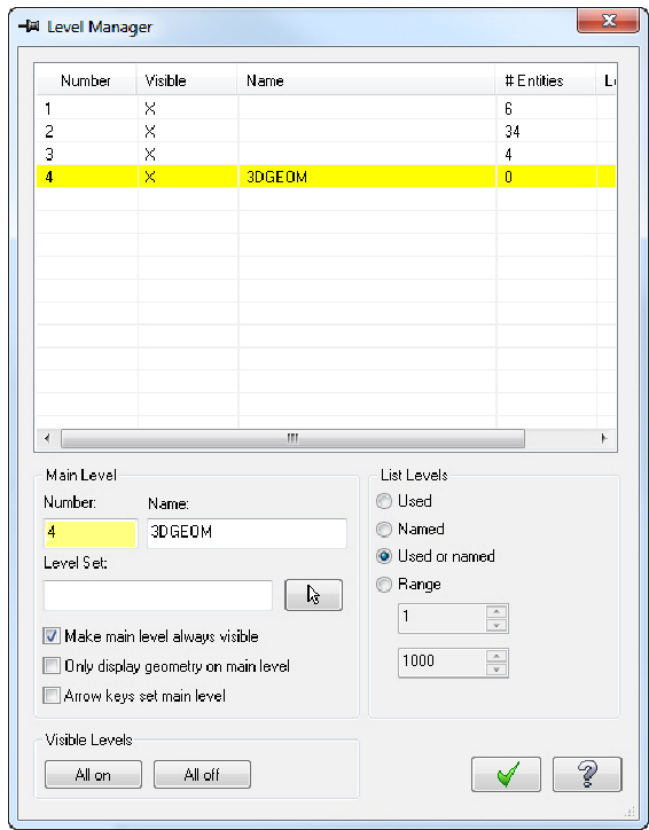 Level Manager
Number Visible Name # Entities
1 X 6
2 X 34
3 X 4
4 X 3DGEOM 0
Main Level
Number: Name:
4 3DGEOM
Level Set:
Make main level always visible
Only display geometry on main level
Arrow keys set main level
List Levels
Used
Named
Used or named
Range
1
1000
Visible Levels
All on All off